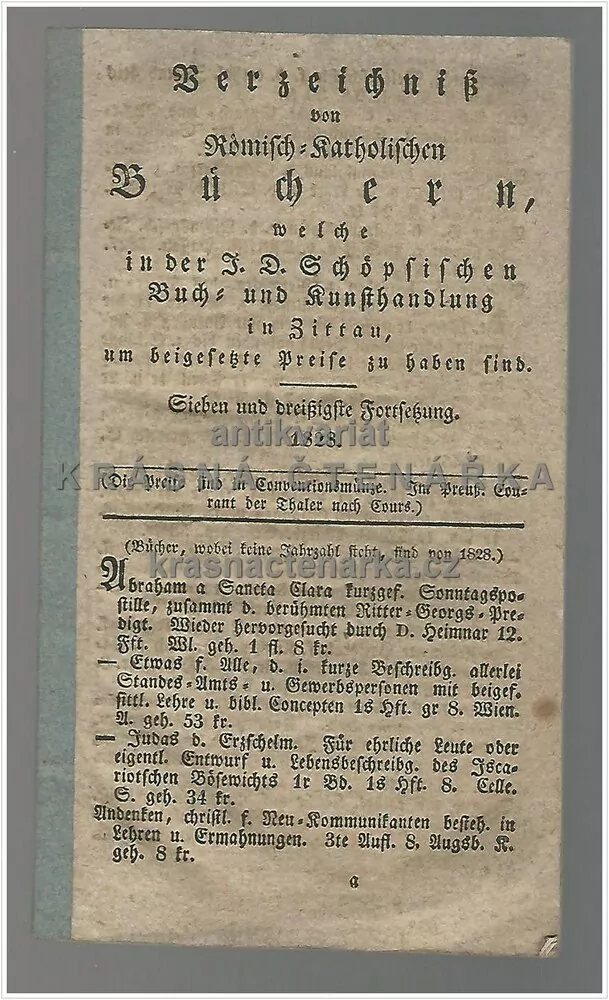 Verzeichniß
von
Römisch-Katholischen
Büchern,
welche
in der J. D. Schöpsischen
Buch- und Kunsthandlung
in Zittau,
um beigesetzte Preise zu haben sind.
Sieben und dreißigste Fortsetzung.
antikvariát
1828.
KRÁSNÁ ČTENÁŘKA
(Die Preise sind in Conventionsmünze. Im Preuß. Cou-
rant der Thaler nach Cours.)
(Bücher, wobei keine Jahrzahl steht, sind von 1828.)
krasnactenarka.cz
Abraham a Sancta Clara kurzgef. Sonntagspo-
stille, zusammt d. berühmten Ritter-Georgs-Pre-
digt. Wieder hervorgesucht durch D. Heimnar 12.
Fft. Wl. geh. 1 fl. 8 kr.
— Etwas f. Alle, d. i. kurze Beschreibg. allerlei
Standes-Amts- u. Gewerbspersonen mit beigef.
sittl. Lehre u. bibl. Concepten 1s Hft. gr 8. Wien.
A. geh. 53 kr.
— Judas d. Erzschelm. Für ehrliche Leute oder
eigentl. Entwurf u. Lebensbeschreibg. des Isca-
riotschen Bösewichts 1r Bd. 1s Hft. 8. Celle.
S. geh. 34 kr.
Andenken, christl. f. Neu-Kommunikanten besteh. in
Lehren u. Ermahnungen. 3te Aufl. 8. Augsb. K.
geh. 8 kr.
a